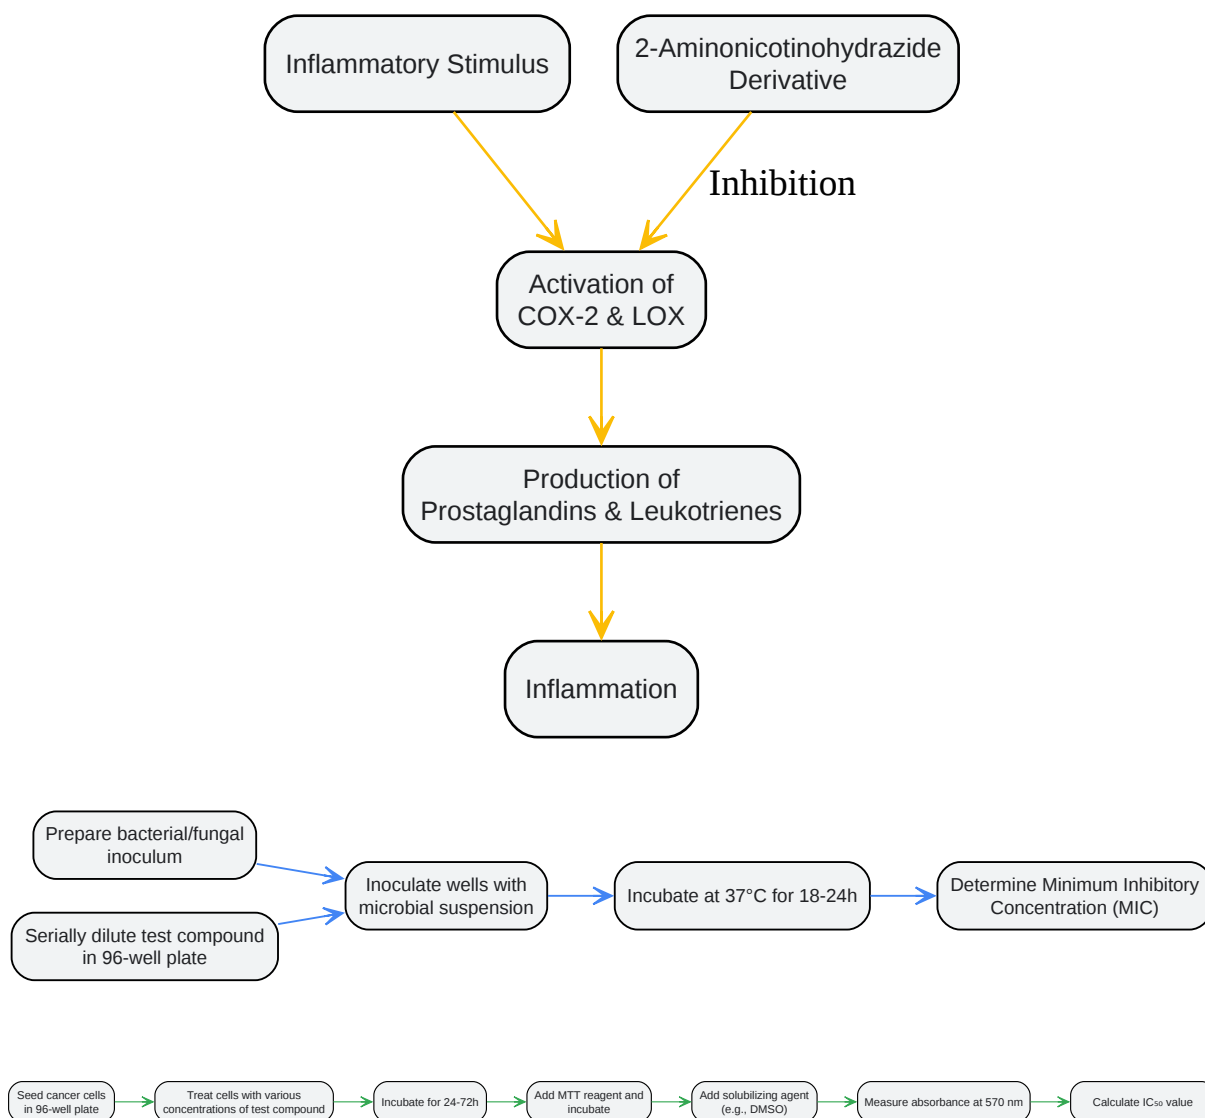 Inflammatory Stimulus
2-Aminonicotinohydrazide
Derivative
Inhibition
Activation of
COX-2 & LOX
Production of
Prostaglandins & Leukotrienes
Inflammation
Prepare bacterial/fungal
inoculum
Serially dilute test compound
in 96-well plate
Inoculate wells with
microbial suspension
Incubate at 37°C for 18-24h
Determine Minimum Inhibitory
Concentration (MIC)
Seed cancer cells
in 96-well plate
Treat cells with various
concentrations of test compound
Incubate for 24-72h
Add MTT reagent and
incubate
Add solubilizing agent
(e.g., DMSO)
Measure absorbance at 570 nm
Calculate IC₅₀ value